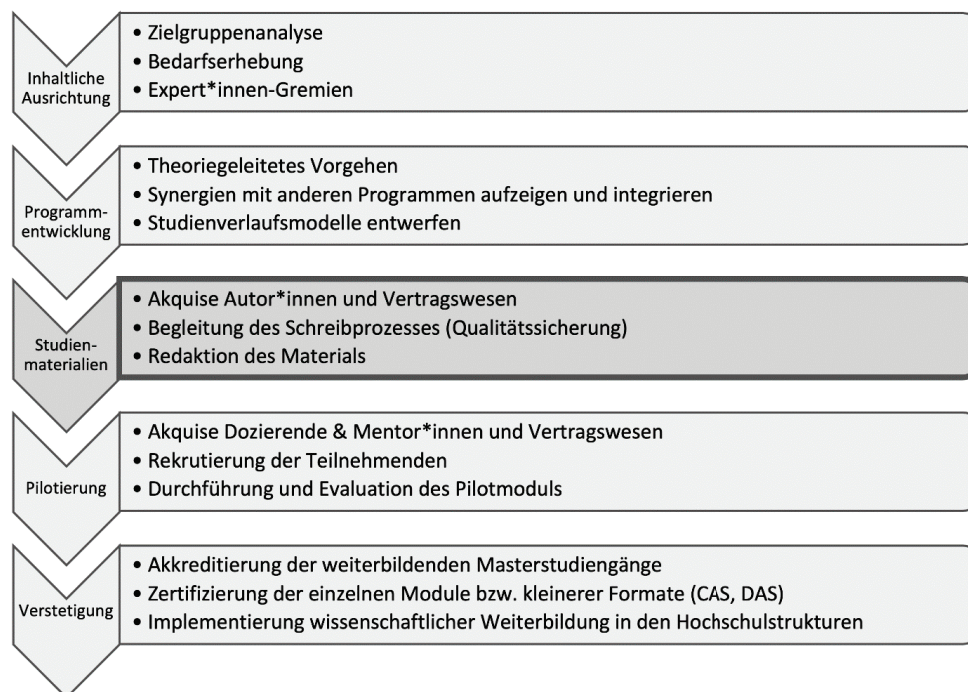 Inhaltliche
Ausrichtung
• Zielgruppenanalyse
• Bedarfserhebung
• Expert*innen-Gremien
Programm-
entwicklung
• Theoriegeleitetes Vorgehen
• Synergien mit anderen Programmen aufzeigen und integrieren
• Studienverlaufsmodelle entwerfen
Studien-
materialien
• Akquise Autor*innen und Vertragswesen
• Begleitung des Schreibprozesses (Qualitätssicherung)
• Redaktion des Materials
Pilotierung
• Akquise Dozierende & Mentor*innen und Vertragswesen
• Rekrutierung der Teilnehmenden
• Durchführung und Evaluation des Pilotmoduls
Verstetigung
• Akkreditierung der weiterbildenden Masterstudiengänge
• Zertifizierung der einzelnen Module bzw. kleinerer Formate (CAS, DAS)
• Implementierung wissenschaftlicher Weiterbildung in den Hochschulstrukturen